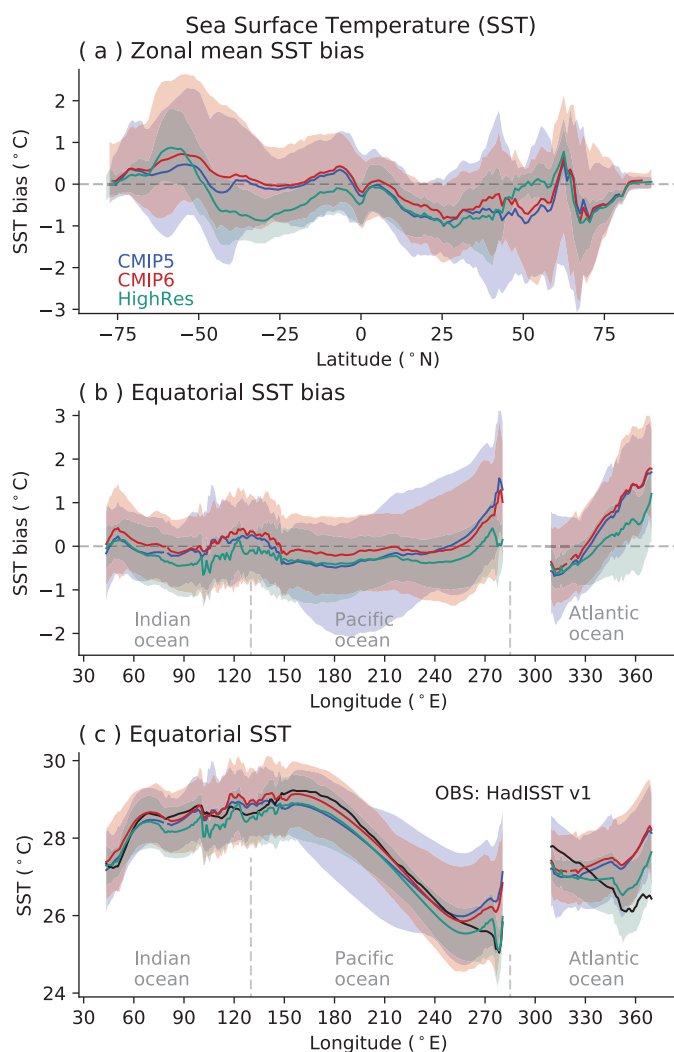 Sea Surface Temperature (SST)
( a ) Zonal mean SST bias
SST bias (°C)
2
1
0
−1
−2
−3
CMIP5
CMIP6
HighRes
−75 −50 −25 0 25 50 75
Latitude (°N)
( b ) Equatorial SST bias
SST bias (°C)
3
2
1
0
−1
−2
Indian
ocean
Pacific
ocean
Atlantic
ocean
30 60 90 120 150 180 210 240 270 300 330 360
Longitude (°E)
( c ) Equatorial SST
SST (°C)
30
28
26
24
OBS: HadISST v1
Indian
ocean
Pacific
ocean
Atlantic
ocean
30 60 90 120 150 180 210 240 270 300 330 360
Longitude (°E)